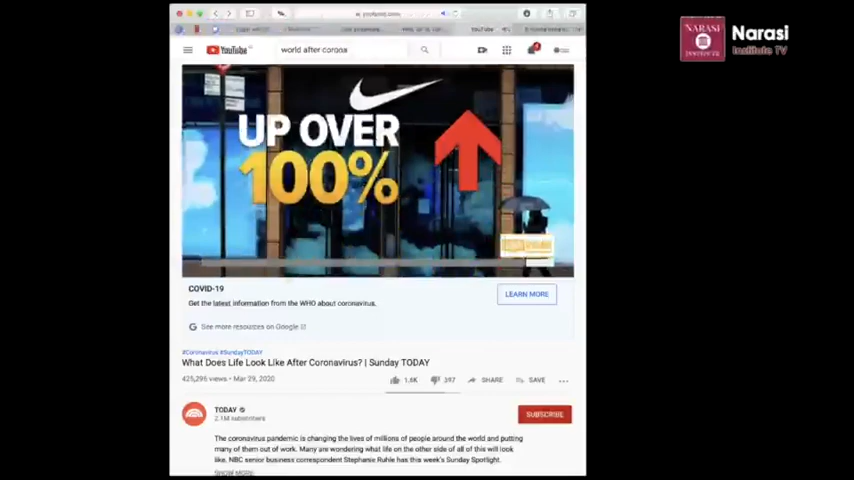 NARASI
Narasi
Institute TV
YouTube
world after corona
UP OVER
100%
COVID-19
Get the latest information from the WHO about coronavirus.
LEARN MORE
See more resources on Google
#Coronavirus #SundayTODAY
What Does Life Look Like After Coronavirus? | Sunday TODAY
425,296 views • Mar 29, 2020
397
SHARE
SAVE
TODAY
2.1M subscribers
SUBSCRIBE
The coronavirus pandemic is changing the lives of millions of people around the world and putting
many of them out of work. Many are wondering what life on the other side of all of this will look
like. NBC senior business correspondent Stephanie Ruhle has this week's Sunday Spotlight.
SHOW MORE